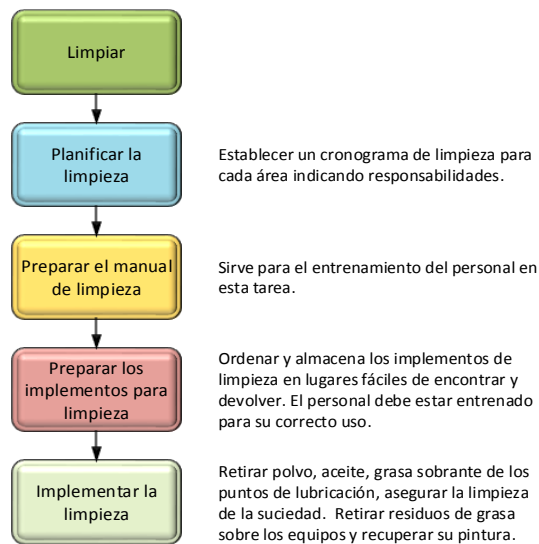 Limpiar
Planificar la
limpieza
Establecer un cronograma de limpieza para
cada área indicando responsabilidades.
Preparar el manual
de limpieza
Sirve para el entrenamiento del personal en
esta tarea.
Preparar los
implementos para
limpieza
Ordenar y almacena los implementos de
limpieza en lugares fáciles de encontrar y
devolver. El personal debe estar entrenado
para su correcto uso.
Implementar la
limpieza
Retirar polvo, aceite, grasa sobrante de los
puntos de lubricación, asegurar la limpieza
de la suciedad. Retirar residuos de grasa
sobre los equipos y recuperar su pintura.